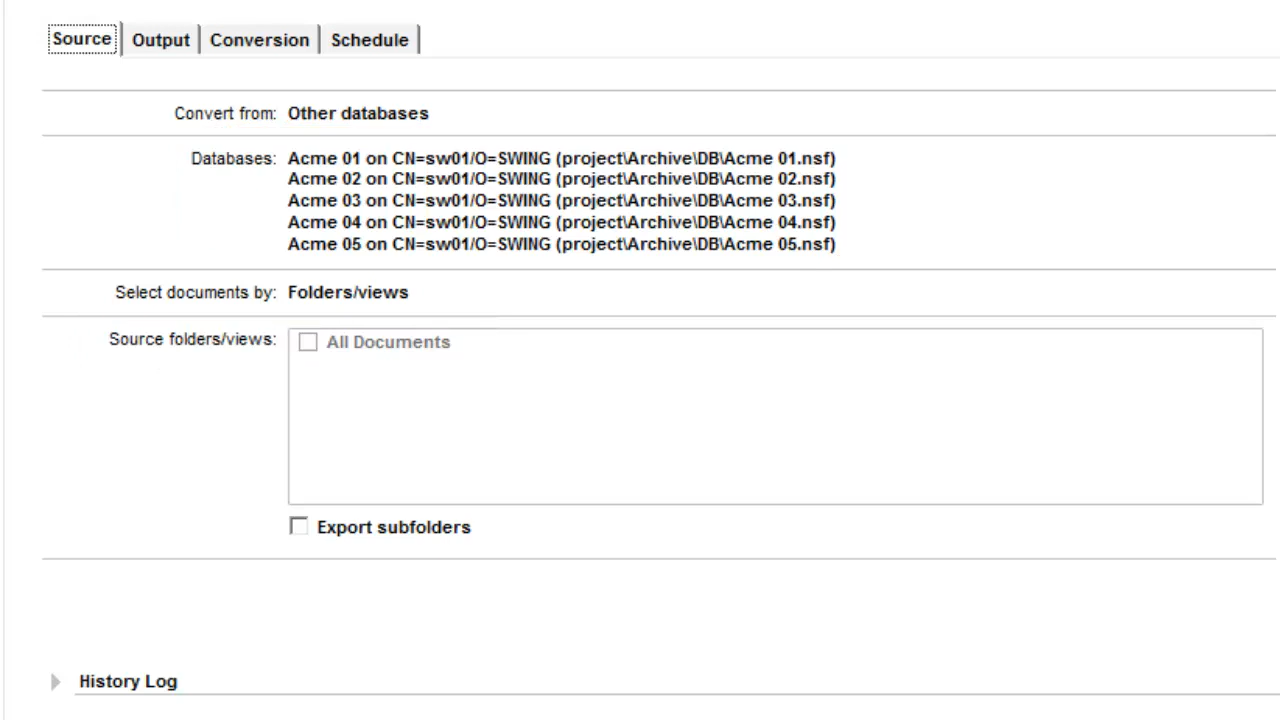 Source Output Conversion Schedule
Convert from: Other databases
Databases: Acme 01 on CN=sw01/O=SWING (project\Archive\DB\Acme 01.nsf)
Acme 02 on CN=sw01/O=SWING (project\Archive\DB\Acme 02.nsf)
Acme 03 on CN=sw01/O=SWING (project\Archive\DB\Acme 03.nsf)
Acme 04 on CN=sw01/O=SWING (project\Archive\DB\Acme 04.nsf)
Acme 05 on CN=sw01/O=SWING (project\Archive\DB\Acme 05.nsf)
Select documents by: Folders/views
Source folders/views: All Documents
Export subfolders
History Log